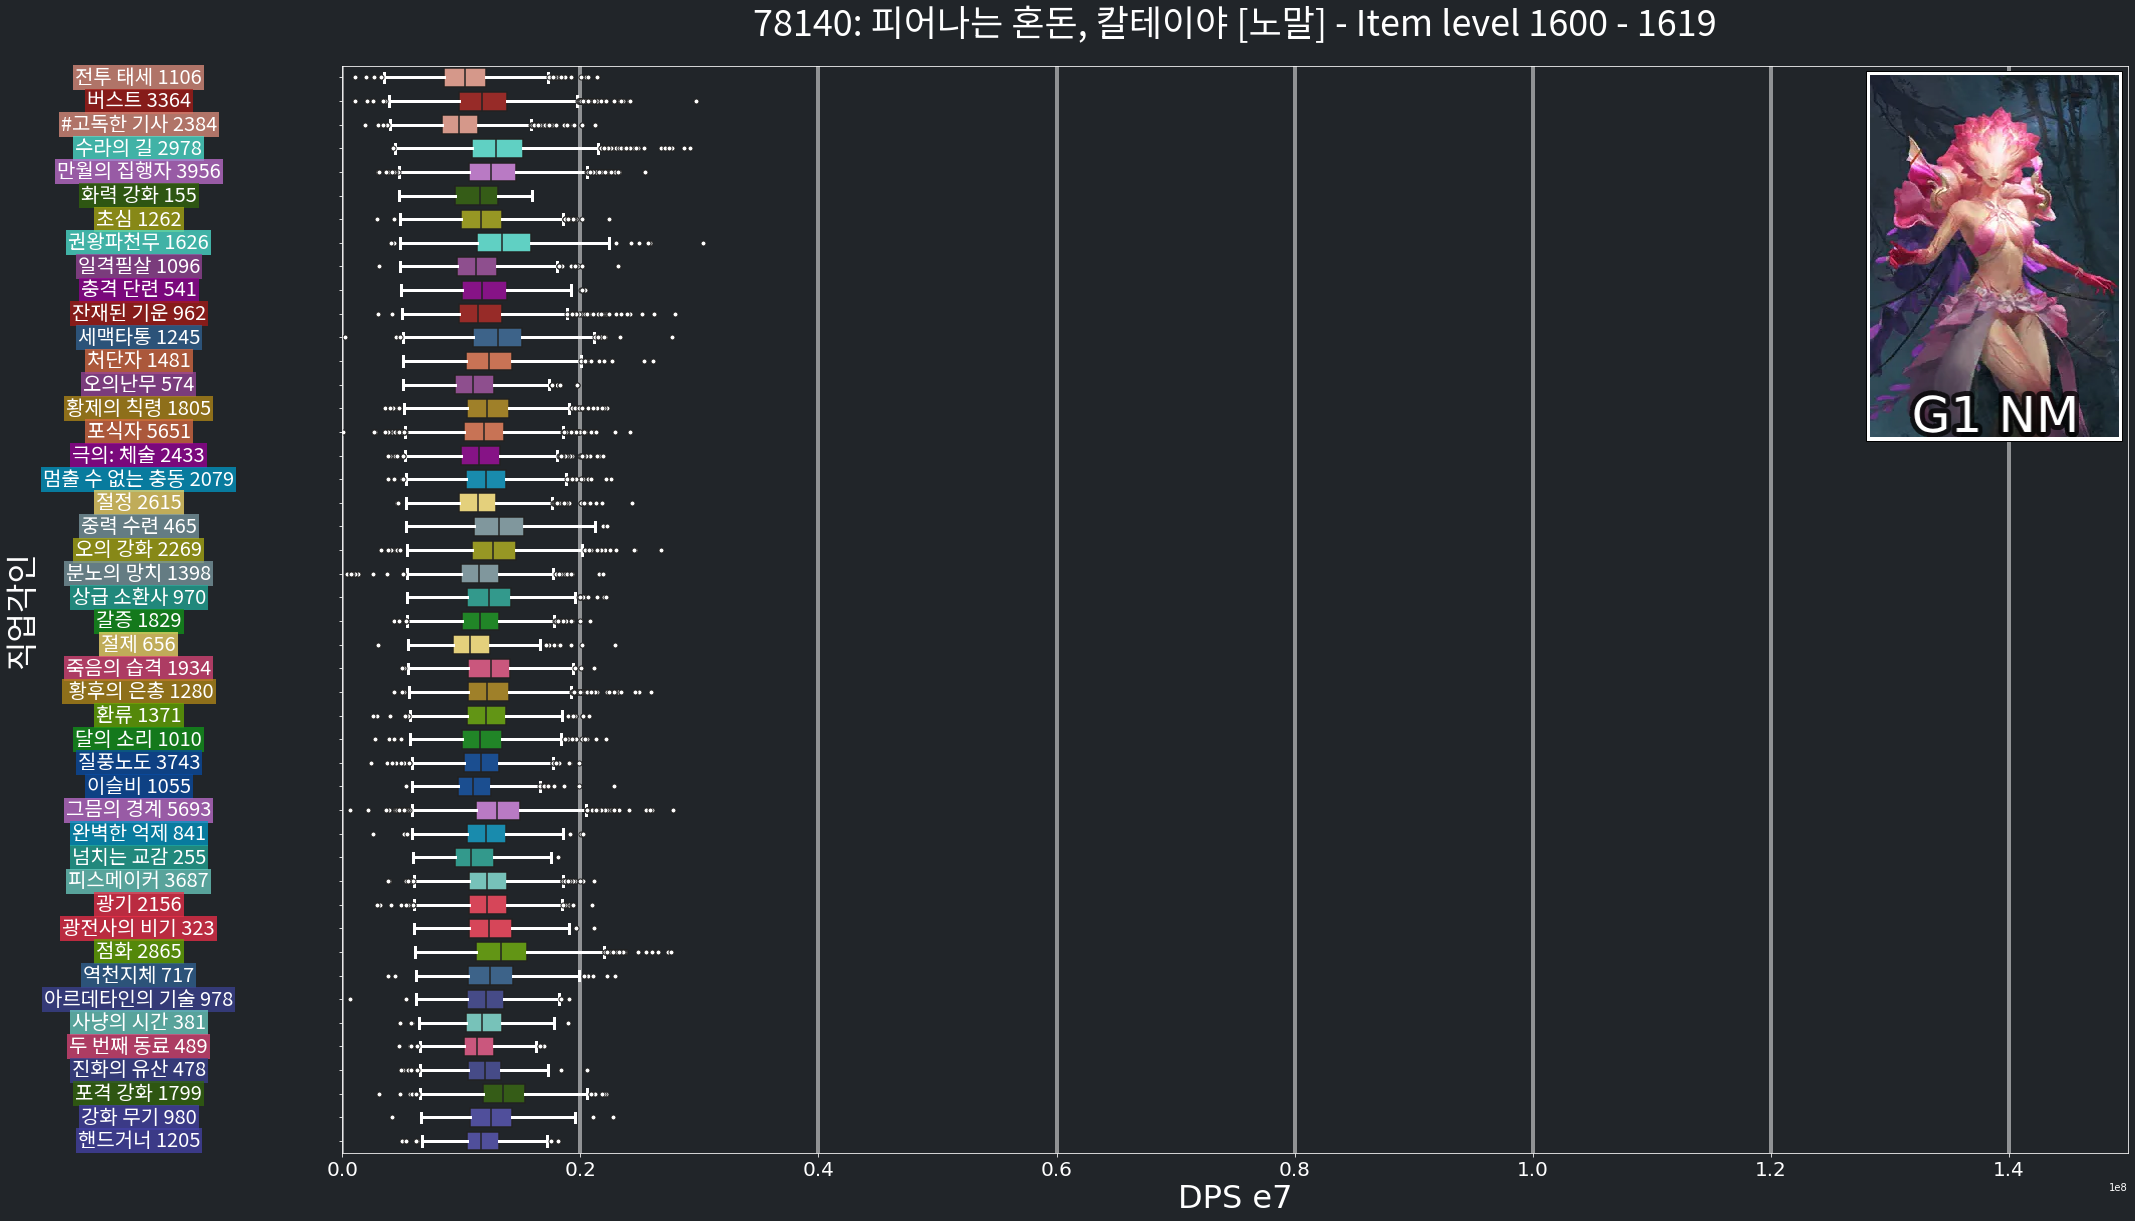 78140: 피어나는 혼돈, 칼테이야 [노말] - Item level 1600 - 1619
전투 태세 1106
버스트 3364
#고독한 기사 2384
수라의 길 2978
만월의 집행자 3956
화력 강화 155
초심 1262
권왕파천무 1626
일격필살 1096
충격 단련 541
잔재된 기운 962
세맥타통 1245
처단자 1481
오의난무 574
황제의 칙령 1805
포식자 5651
극의: 체술 2433
멈출 수 없는 충동 2079
절정 2615
중력 수련 465
오의 강화 2269
분노의 망치 1398
상급 소환사 970
갈증 1829
절제 656
죽음의 습격 1934
황후의 은총 1280
환류 1371
달의 소리 1010
질풍노도 3743
이슬비 1055
그믐의 경계 5693
완벽한 억제 841
넘치는 교감 255
피스메이커 3687
광기 2156
광전사의 비기 323
점화 2865
역천지체 717
아르데타인의 기술 978
사냥의 시간 381
두 번째 동료 489
진화의 유산 478
포격 강화 1799
강화 무기 980
핸드거너 1205
직업각인
G1 NM
0.0 0.2 0.4 0.6 0.8 1.0 1.2 1.4
DPS e7
1e8